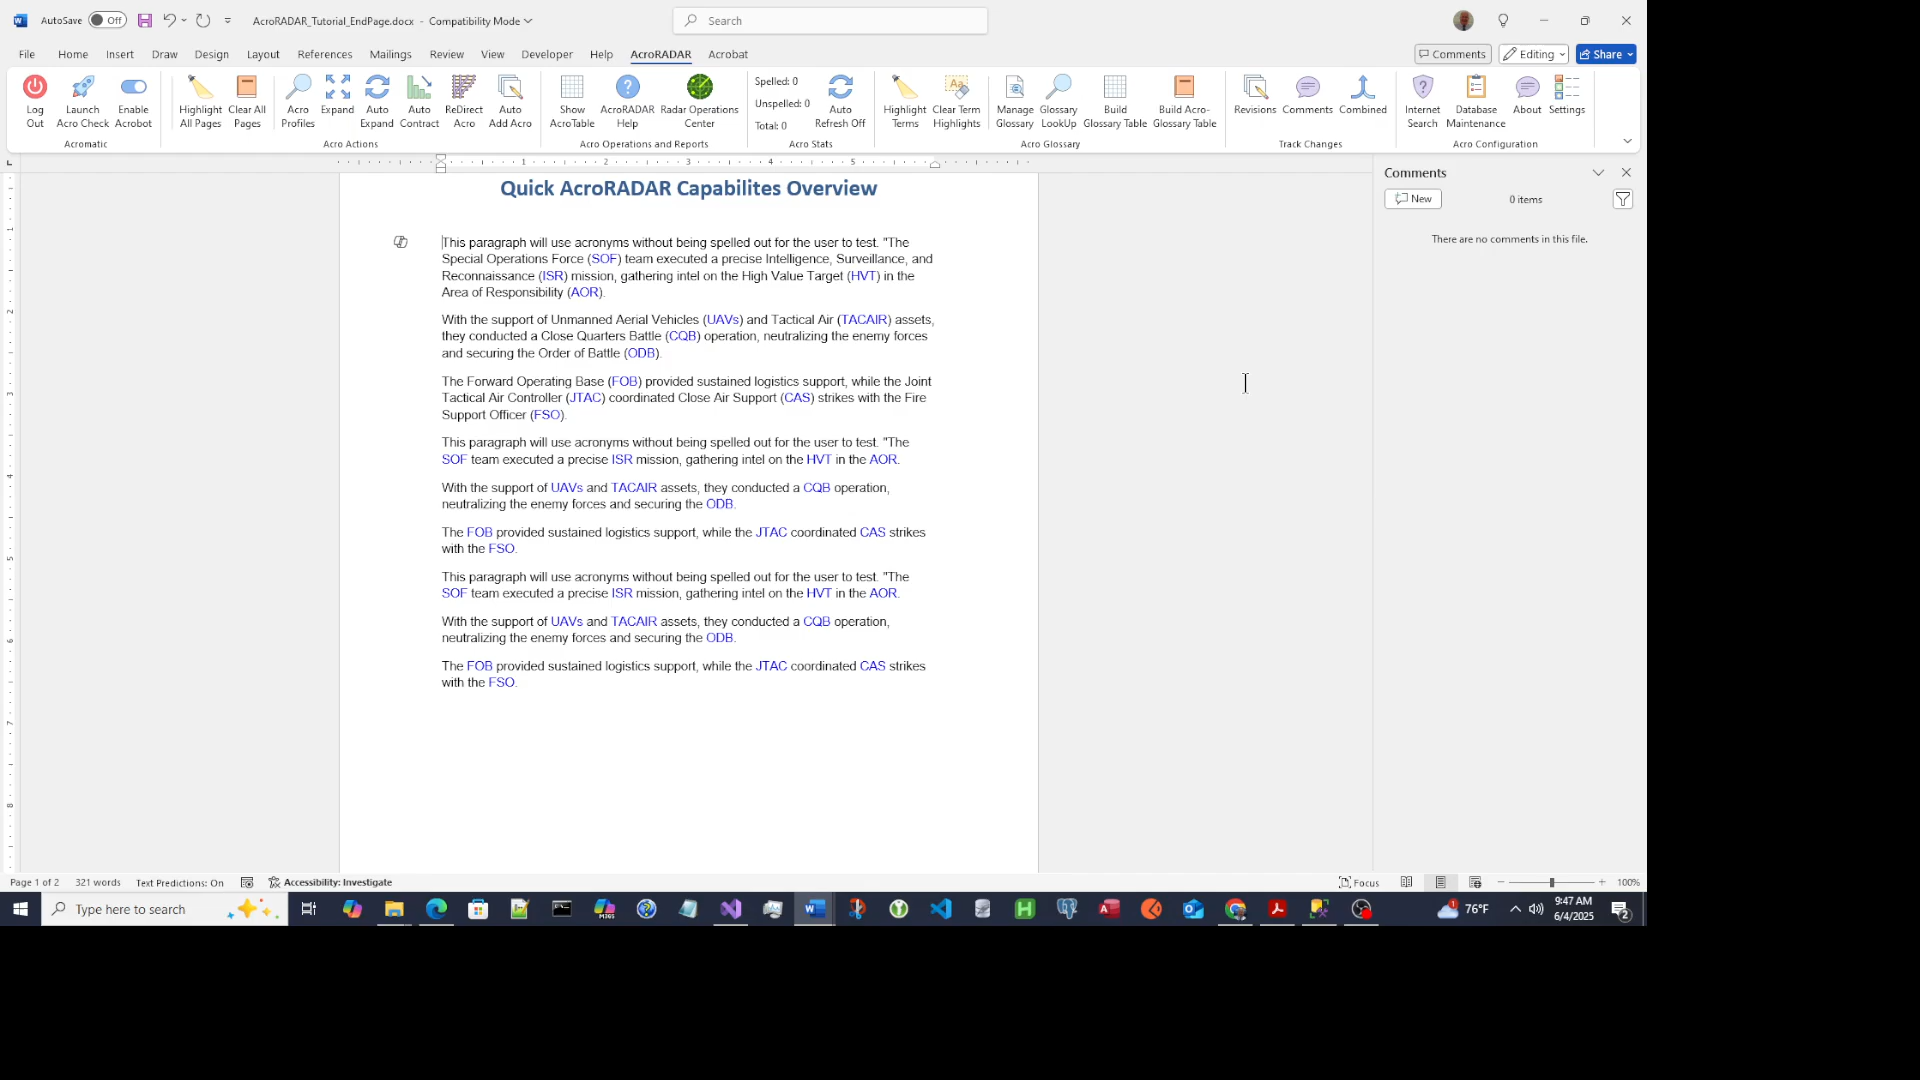 AutoSave Off AcroRADAR_Tutorial_EndPage.docx - Compatibility Mode Search
File Home Insert Draw Design Layout References Mailings Review View Developer Help AcroRADAR Acrobat Comments Editing Share
Log Out
Launch Acro Check
Enable Acrobot
Acromatic
Highlight All Pages
Clear All Pages
Acro Profiles
Expand
Auto Expand
Auto Contract
ReDirect Acro
Auto Add Acro
Acro Actions
Show AcroTable
AcroRADAR Help
Radar Operations Center
Acro Operations and Reports
Spelled: 0
Unspelled: 0
Total: 0
Auto Refresh Off
Acro Stats
Highlight Terms
Clear Term Highlights
Manage Glossary
Glossary LookUp
Build Glossary Table
Build Acro-Glossary Table
Acro Glossary
Revisions
Comments
Combined
Track Changes
Internet Search
Database Maintenance
About
Settings
Acro Configuration
1 2 3 4 5
Quick AcroRADAR Capabilites Overview
This paragraph will use acronyms without being spelled out for the user to test. "The
Special Operations Force (SOF) team executed a precise Intelligence, Surveillance, and
Reconnaissance (ISR) mission, gathering intel on the High Value Target (HVT) in the
Area of Responsibility (AOR).
With the support of Unmanned Aerial Vehicles (UAVs) and Tactical Air (TACAIR) assets,
they conducted a Close Quarters Battle (CQB) operation, neutralizing the enemy forces
and securing the Order of Battle (ODB).
The Forward Operating Base (FOB) provided sustained logistics support, while the Joint
Tactical Air Controller (JTAC) coordinated Close Air Support (CAS) strikes with the Fire
Support Officer (FSO).
This paragraph will use acronyms without being spelled out for the user to test. "The
SOF team executed a precise ISR mission, gathering intel on the HVT in the AOR.
With the support of UAVs and TACAIR assets, they conducted a CQB operation,
neutralizing the enemy forces and securing the ODB.
The FOB provided sustained logistics support, while the JTAC coordinated CAS strikes
with the FSO.
This paragraph will use acronyms without being spelled out for the user to test. "The
SOF team executed a precise ISR mission, gathering intel on the HVT in the AOR.
With the support of UAVs and TACAIR assets, they conducted a CQB operation,
neutralizing the enemy forces and securing the ODB.
The FOB provided sustained logistics support, while the JTAC coordinated CAS strikes
with the FSO.
Comments
New 0 items
There are no comments in this file.
Page 1 of 2 321 words Text Predictions: On Accessibility: Investigate Focus 100%
Type here to search 76°F 9:47 AM
6/4/2025 2